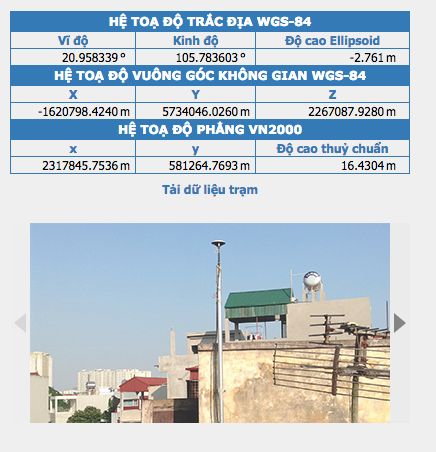 HỆ TOẠ ĐỘ TRẮC ĐỊA WGS-84
Vĩ độ Kinh độ Độ cao Ellipsoid
20.958339 º 105.783603 º -2.761 m
HỆ TOẠ ĐỘ VUÔNG GÓC KHÔNG GIAN WGS-84
X Y Z
-1620798.4240 m 5734046.0260 m 2267087.9280 m
HỆ TOẠ ĐỘ PHẲNG VN2000
x y Độ cao thuỷ chuẩn
2317845.7536 m 581264.7693 m 16.4304 m
Tải dữ liệu trạm